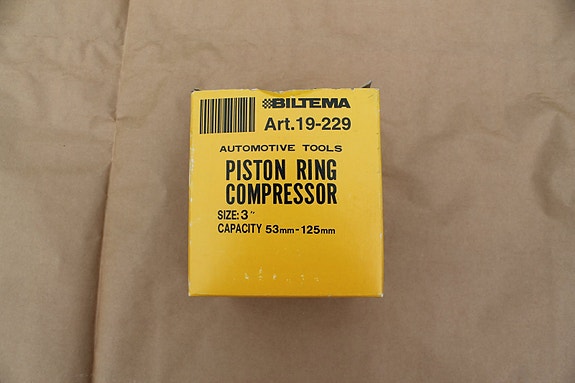 BILTEMA
Art.19-229
AUTOMOTIVE TOOLS
PISTON RING
COMPRESSOR
SIZE: 3"
CAPACITY 53mm-125mm